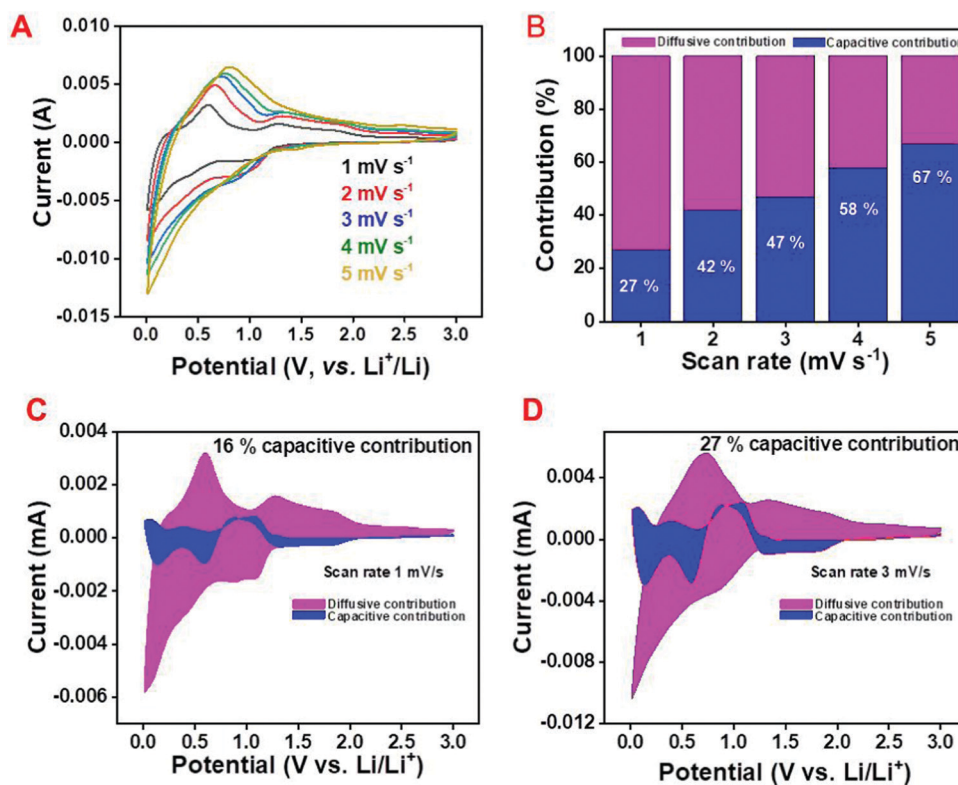 A
0.010
0.005
0.000
-0.005
-0.010
-0.015
Current (A)
1 mV s⁻¹
2 mV s⁻¹
3 mV s⁻¹
4 mV s⁻¹
5 mV s⁻¹
0.0 0.5 1.0 1.5 2.0 2.5 3.0
Potential (V, vs. Li⁺/Li)
B
Diffusive contribution Capacitive contribution
100
80
60
40
20
0
Contribution (%)
27 %
42 %
47 %
58 %
67 %
1 2 3 4 5
Scan rate (mV s⁻¹)
C
16 % capacitive contribution
0.004
0.002
0.000
-0.002
-0.004
-0.006
Current (mA)
Scan rate 1 mV/s
Diffusive contribution
Capacitive contribution
0.0 0.5 1.0 1.5 2.0 2.5 3.0
Potential (V vs. Li/Li⁺)
D
27 % capacitive contribution
0.004
0.000
-0.004
-0.008
-0.012
Current (mA)
Scan rate 3 mV/s
Diffusive contribution
Capacitive contribution
0.0 0.5 1.0 1.5 2.0 2.5 3.0
Potential (V vs. Li/Li⁺)